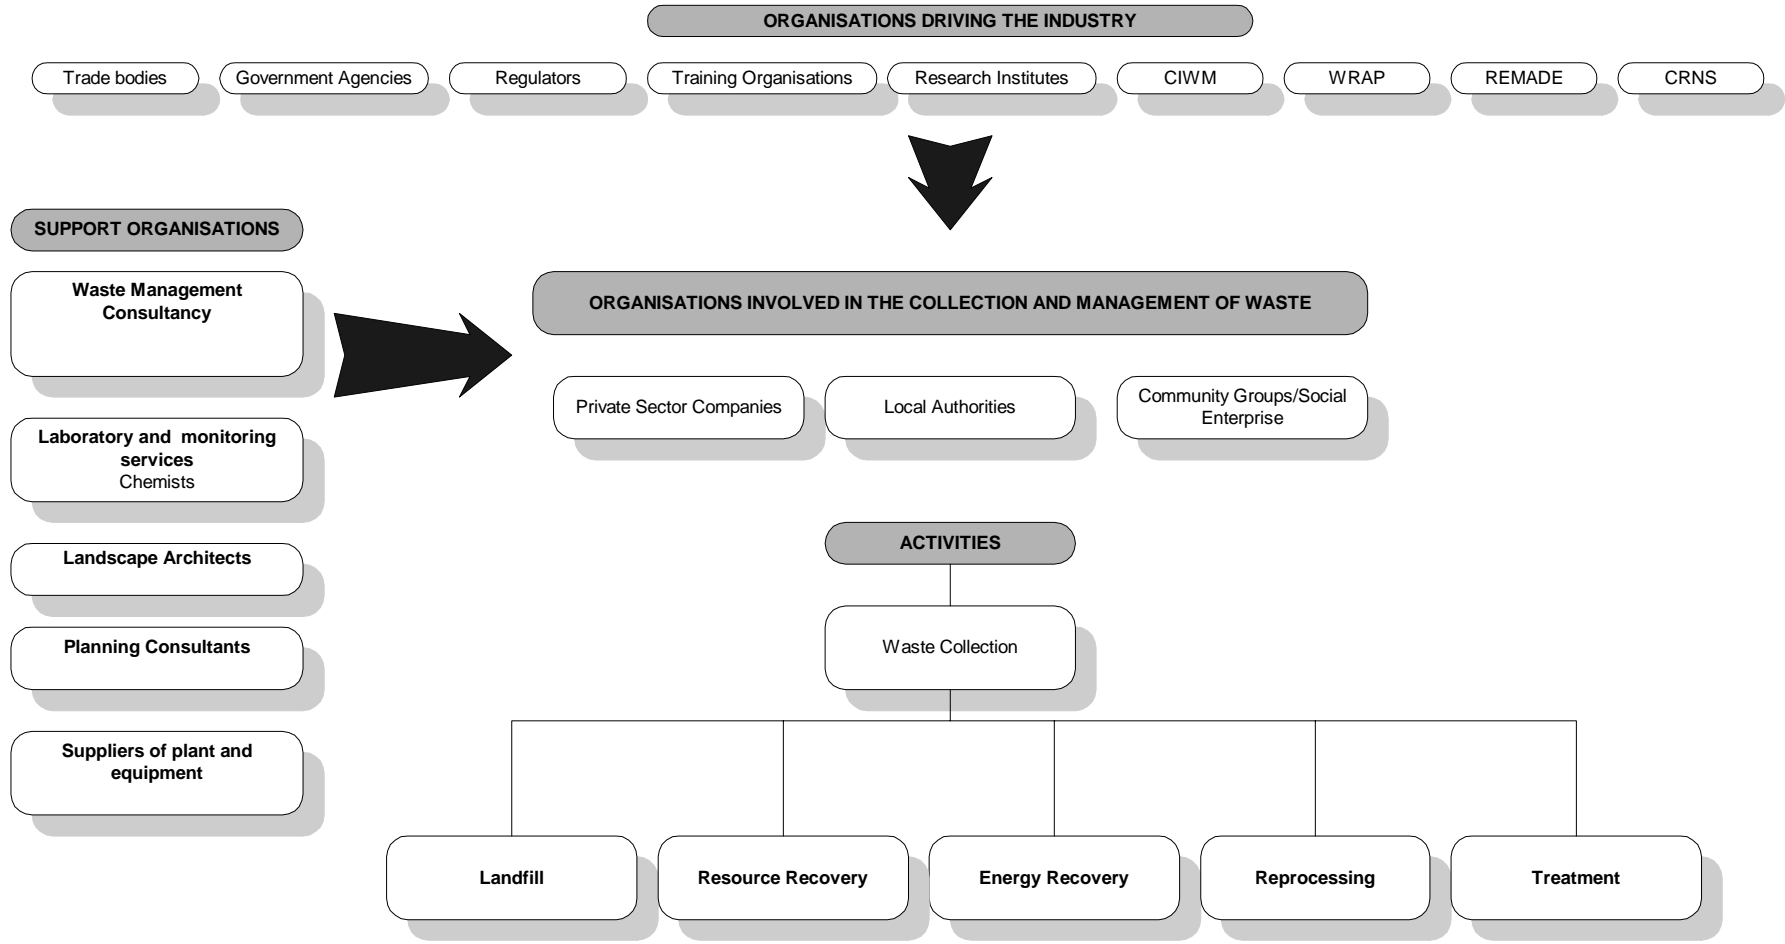 ORGANISATIONS DRIVING THE INDUSTRY
Trade bodies
Government Agencies
Regulators
Training Organisations
Research Institutes
CIWM
WRAP
REMADE
CRNS
SUPPORT ORGANISATIONS
Waste Management
Consultancy
Laboratory and monitoring
services
Chemists
Landscape Architects
Planning Consultants
Suppliers of plant and
equipment
ORGANISATIONS INVOLVED IN THE COLLECTION AND MANAGEMENT OF WASTE
Private Sector Companies
Local Authorities
Community Groups/Social
Enterprise
ACTIVITIES
Waste Collection
Landfill
Resource Recovery
Energy Recovery
Reprocessing
Treatment